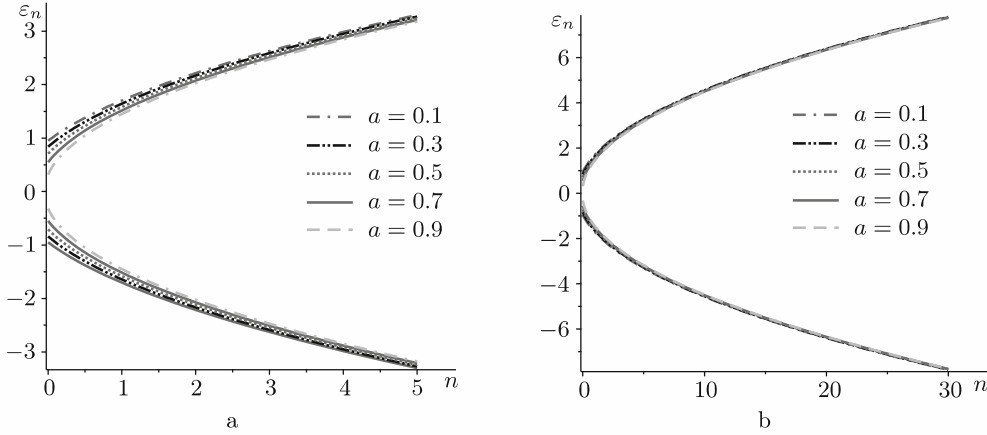 εₙ
3
2
1
0
−1
−2
−3
0 1 2 3 4 5 n
a = 0.1
a = 0.3
a = 0.5
a = 0.7
a = 0.9
a
εₙ
6
4
2
0
−2
−4
−6
0 10 20 30 n
a = 0.1
a = 0.3
a = 0.5
a = 0.7
a = 0.9
b